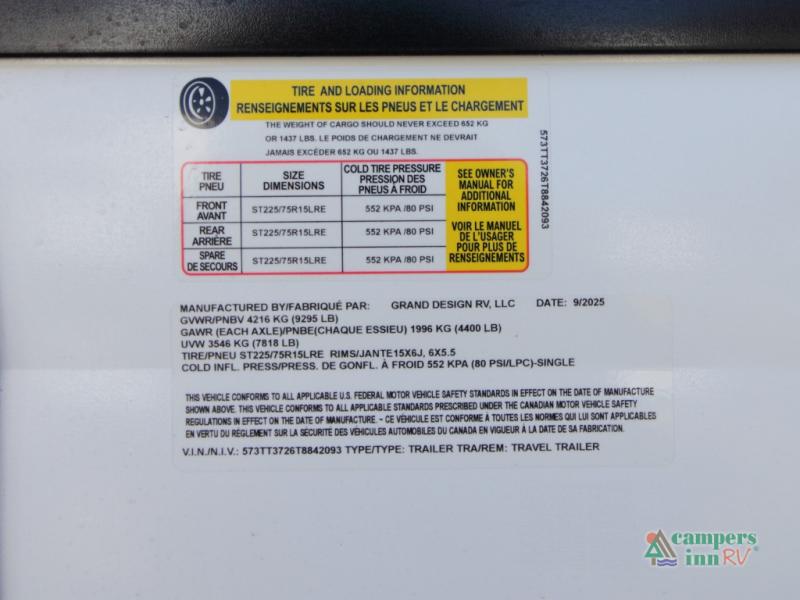 TIRE AND LOADING INFORMATION
RENSEIGNEMENTS SUR LES PNEUS ET LE CHARGEMENT
THE WEIGHT OF CARGO SHOULD NEVER EXCEED 652 KG
OR 1437 LBS. LE POIDS DE CHARGEMENT NE DEVRAIT
JAMAIS EXCÉDER 652 KG OU 1437 LBS.
TIRE
PNEU
SIZE
DIMENSIONS
COLD TIRE PRESSURE
PRESSION DES
PNEUS À FROID
FRONT
AVANT
ST225/75R15LRE
552 KPA /80 PSI
REAR
ARRIÈRE
ST225/75R15LRE
552 KPA /80 PSI
SPARE
DE SECOURS
ST225/75R15LRE
552 KPA /80 PSI
SEE OWNER'S
MANUAL FOR
ADDITIONAL
INFORMATION
VOIR LE MANUEL
DE L'USAGER
POUR PLUS DE
RENSEIGNEMENTS
573TT3726T8842093
MANUFACTURED BY/FABRIQUÉ PAR: GRAND DESIGN RV, LLC DATE: 9/2025
GVWR/PNBV 4216 KG (9295 LB)
GAWR (EACH AXLE)/PNBE(CHAQUE ESSIEU) 1996 KG (4400 LB)
UVW 3546 KG (7818 LB)
TIRE/PNEU ST225/75R15LRE RIMS/JANTE15X6J, 6X5.5
COLD INFL. PRESS/PRESS. DE GONFL. À FROID 552 KPA (80 PSI/LPC)-SINGLE
THIS VEHICLE CONFORMS TO ALL APPLICABLE U.S. FEDERAL MOTOR VEHICLE SAFETY STANDARDS IN EFFECT ON THE DATE OF MANUFACTURE
SHOWN ABOVE. THIS VEHICLE CONFORMS TO ALL APPLICABLE STANDARDS PRESCRIBED UNDER THE CANADIAN MOTOR VEHICLE SAFETY
REGULATIONS IN EFFECT ON THE DATE OF MANUFACTURE. - CE VÉHICULE EST CONFORME A TOUTES LES NORMES QUI LUI SONT APPLICABLES
EN VERTU DU RÈGLEMENT SUR LA SÉCURITÉ DES VÉHICULES AUTOMOBILES DU CANADA EN VIGUEUR À LA DATE DE SA FABRICATION.
V.I.N./N.I.V.: 573TT3726T8842093 TYPE/TYPE: TRAILER TRA/REM: TRAVEL TRAILER
campers
inn RV®